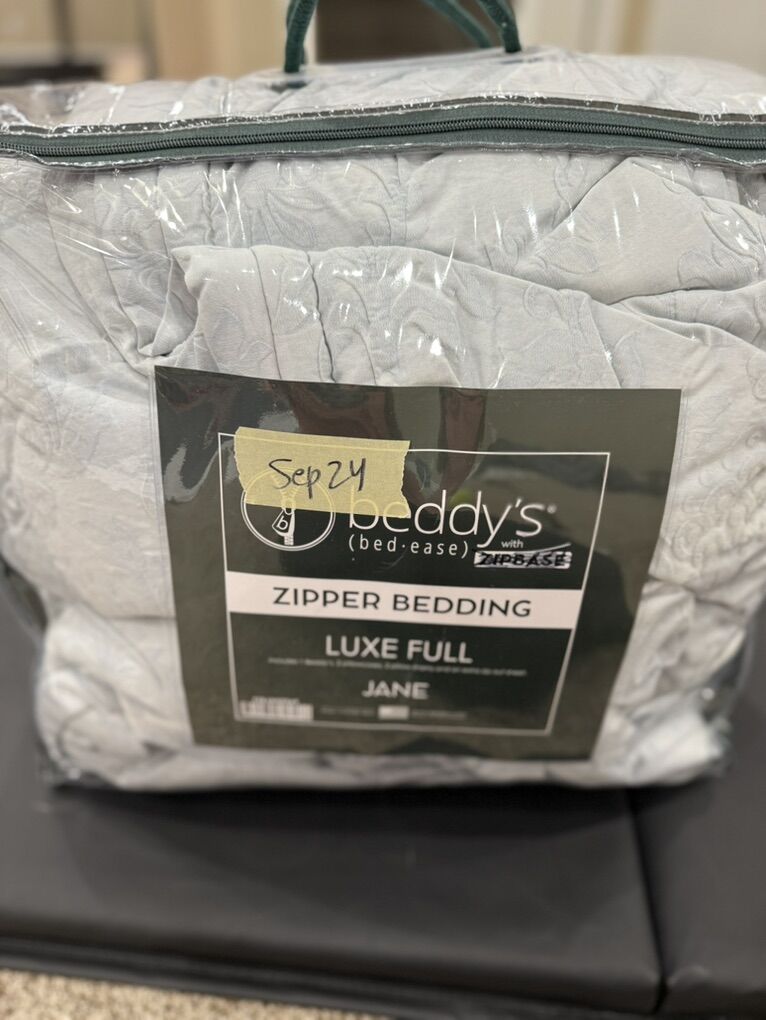 Sep 24
beddy's®
(bed·ease) with ZIPBASE
ZIPPER BEDDING
LUXE FULL
JANE